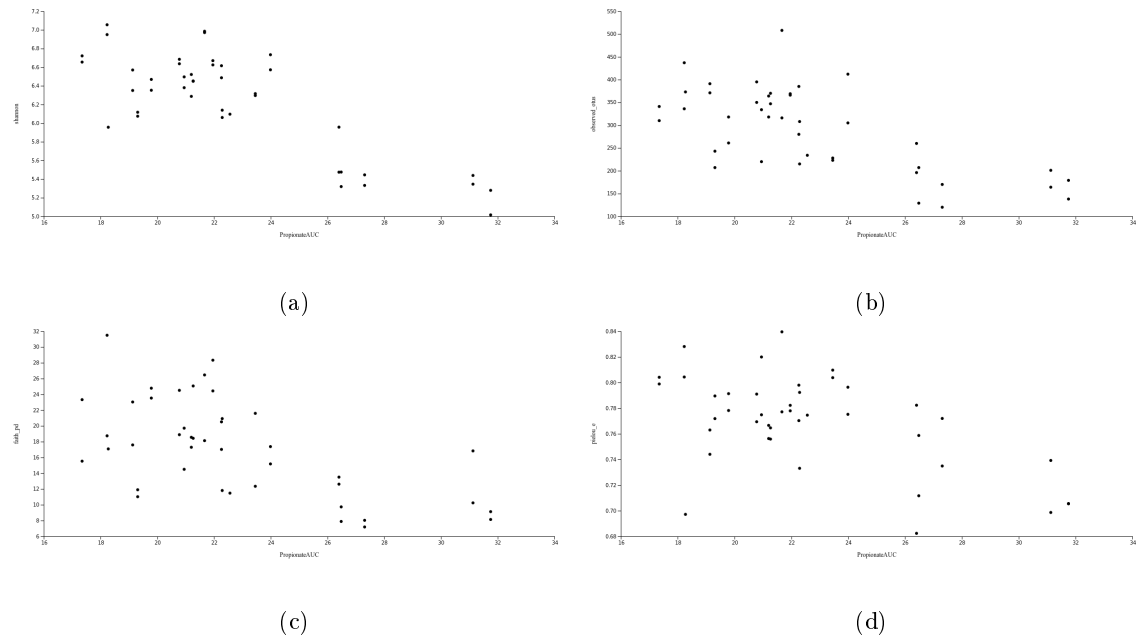 7.2
7.0
6.8
6.6
6.4
6.2
6.0
5.8
5.6
5.4
5.2
5.0
shannon
16 18 20 22 24 26 28 30 32 34
PropionateAUC
(a)
550
500
450
400
350
300
250
200
150
100
observed_otus
16 18 20 22 24 26 28 30 32 34
PropionateAUC
(b)
32
30
28
26
24
22
20
18
16
14
12
10
8
6
faith_pd
16 18 20 22 24 26 28 30 32 34
PropionateAUC
(c)
0.84
0.82
0.80
0.78
0.76
0.74
0.72
0.70
0.68
pielou_e
16 18 20 22 24 26 28 30 32 34
PropionateAUC
(d)